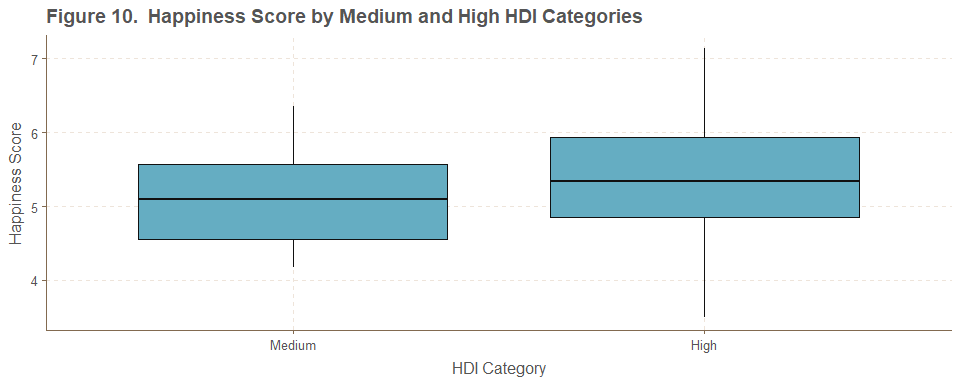 Figure 10.  Happiness Score by Medium and High HDI Categories
Happiness Score
7
6
5
4
Medium
High
HDI Category